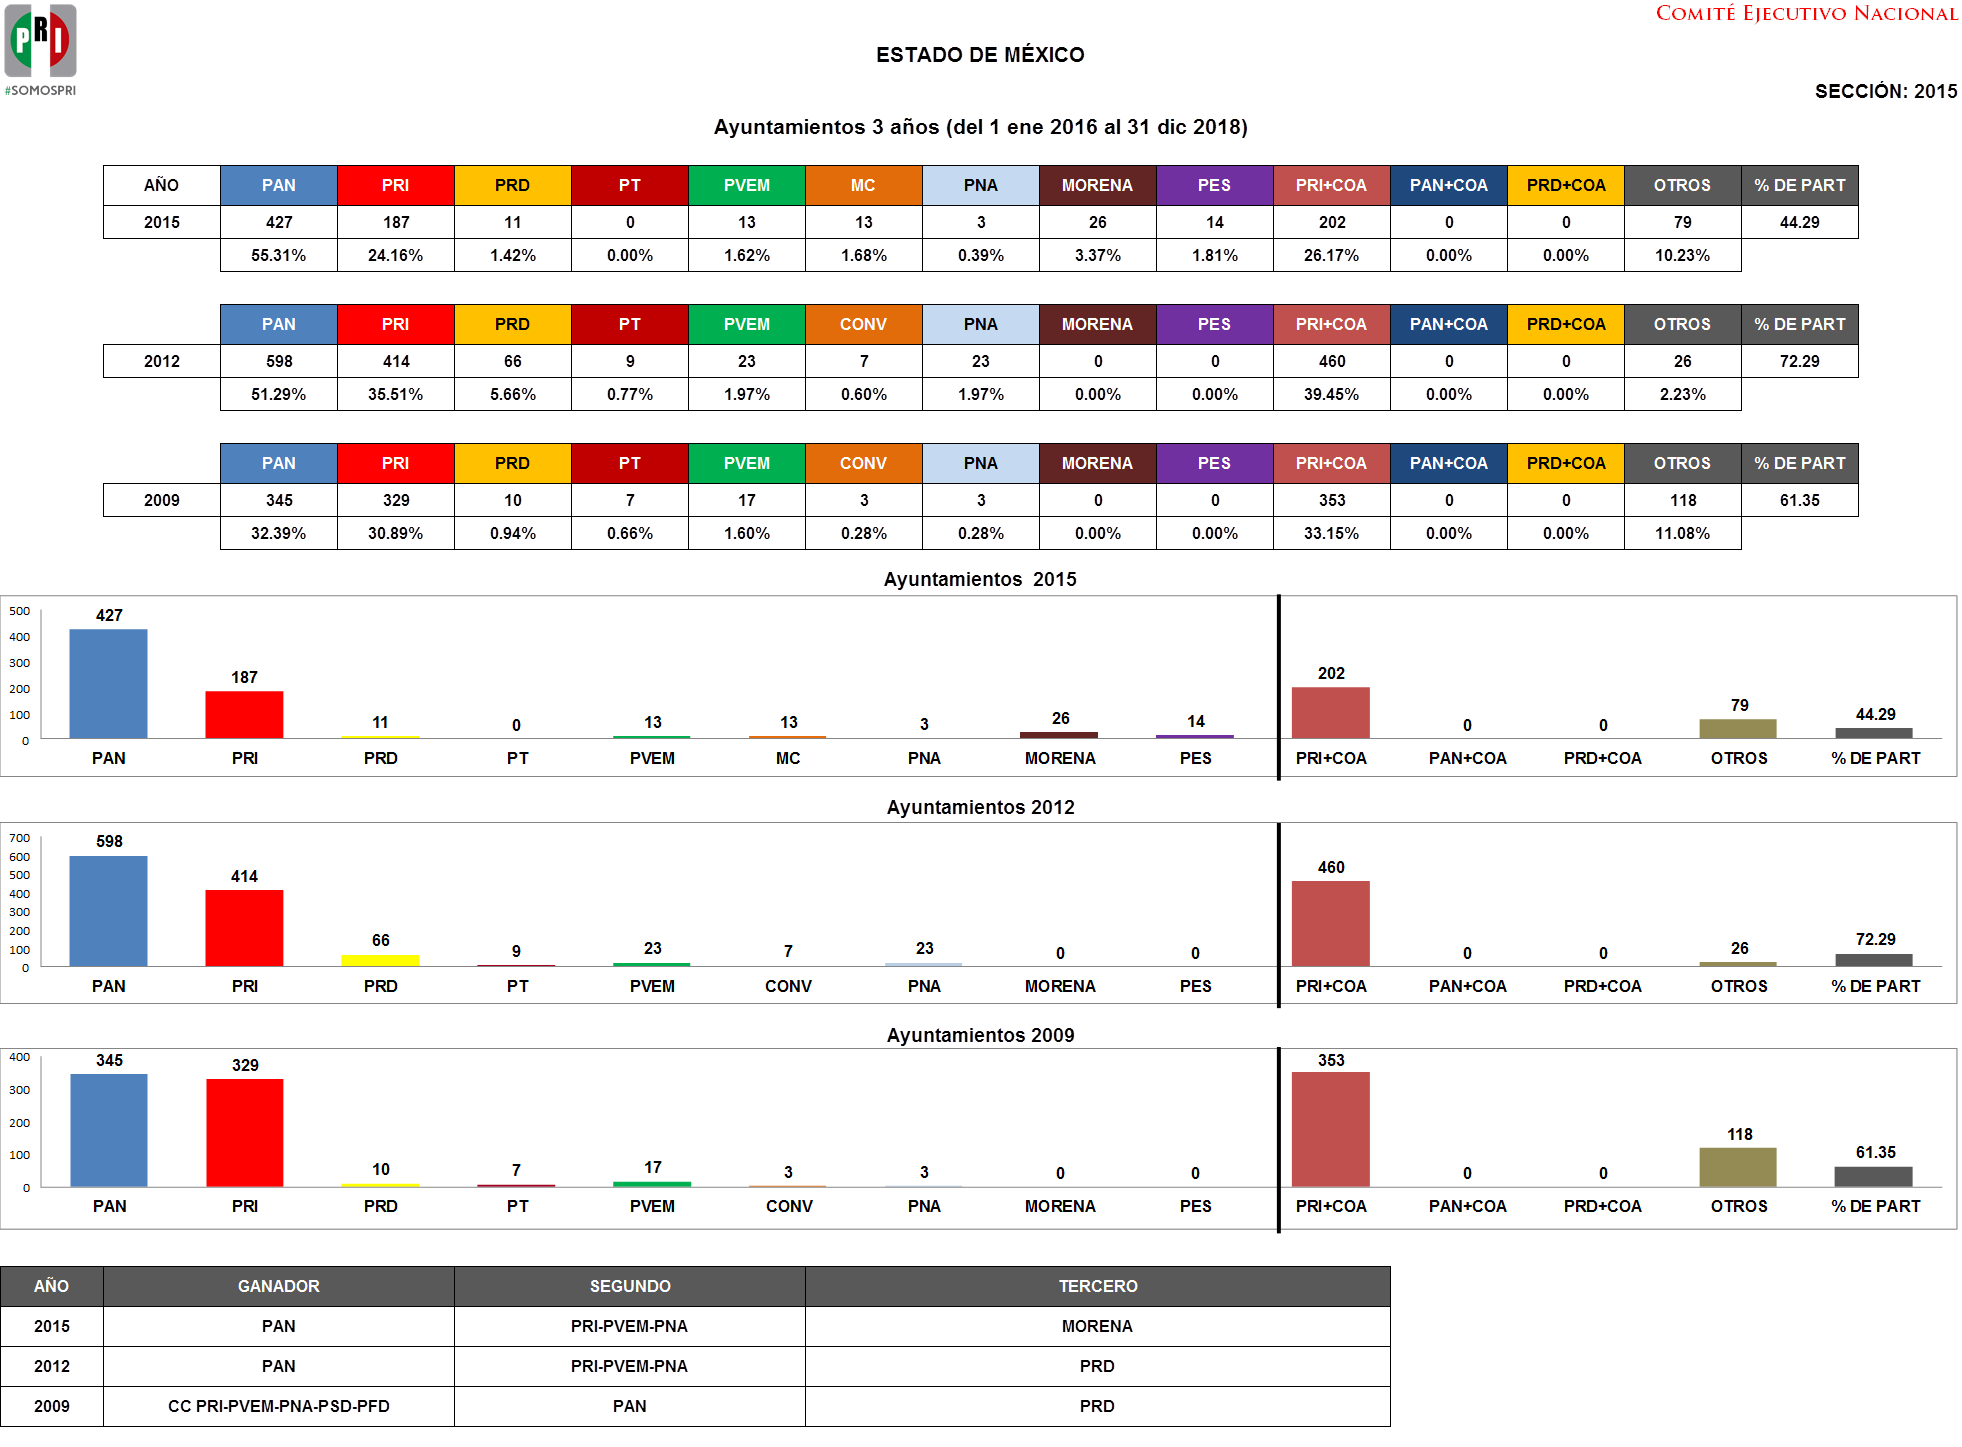 PRI
#SOMOSPRI
COMITÉ EJECUTIVO NACIONAL
ESTADO DE MÉXICO
SECCIÓN: 2015
Ayuntamientos 3 años (del 1 ene 2016 al 31 dic 2018)
AÑO PAN PRI PRD PT PVEM MC PNA MORENA PES PRI+COA PAN+COA PRD+COA OTROS % DE PART
2015 427 187 11 0 13 13 3 26 14 202 0 0 79 44.29
55.31% 24.16% 1.42% 0.00% 1.62% 1.68% 0.39% 3.37% 1.81% 26.17% 0.00% 0.00% 10.23%
PAN PRI PRD PT PVEM CONV PNA MORENA PES PRI+COA PAN+COA PRD+COA OTROS % DE PART
2012 598 414 66 9 23 7 23 0 0 460 0 0 26 72.29
51.29% 35.51% 5.66% 0.77% 1.97% 0.60% 1.97% 0.00% 0.00% 39.45% 0.00% 0.00% 2.23%
PAN PRI PRD PT PVEM CONV PNA MORENA PES PRI+COA PAN+COA PRD+COA OTROS % DE PART
2009 345 329 10 7 17 3 3 0 0 353 0 0 118 61.35
32.39% 30.89% 0.94% 0.66% 1.60% 0.28% 0.28% 0.00% 0.00% 33.15% 0.00% 0.00% 11.08%
Ayuntamientos 2015
500
400
300
200
100
0
427 187 11 0 13 13 3 26 14 202 0 0 79 44.29
PAN PRI PRD PT PVEM MC PNA MORENA PES PRI+COA PAN+COA PRD+COA OTROS % DE PART
Ayuntamientos 2012
700
600
500
400
300
200
100
0
598 414 66 9 23 7 23 0 0 460 0 0 26 72.29
PAN PRI PRD PT PVEM CONV PNA MORENA PES PRI+COA PAN+COA PRD+COA OTROS % DE PART
Ayuntamientos 2009
400
300
200
100
0
345 329 10 7 17 3 3 0 0 353 0 0 118 61.35
PAN PRI PRD PT PVEM CONV PNA MORENA PES PRI+COA PAN+COA PRD+COA OTROS % DE PART
AÑO GANADOR SEGUNDO TERCERO
2015 PAN PRI-PVEM-PNA MORENA
2012 PAN PRI-PVEM-PNA PRD
2009 CC PRI-PVEM-PNA-PSD-PFD PAN PRD